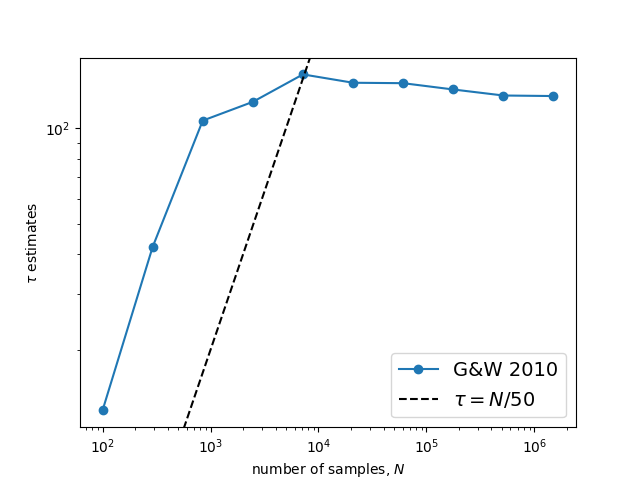 10²
τ estimates
G&W 2010
τ = N/50
10² 10³ 10⁴ 10⁵ 10⁶
number of samples, N